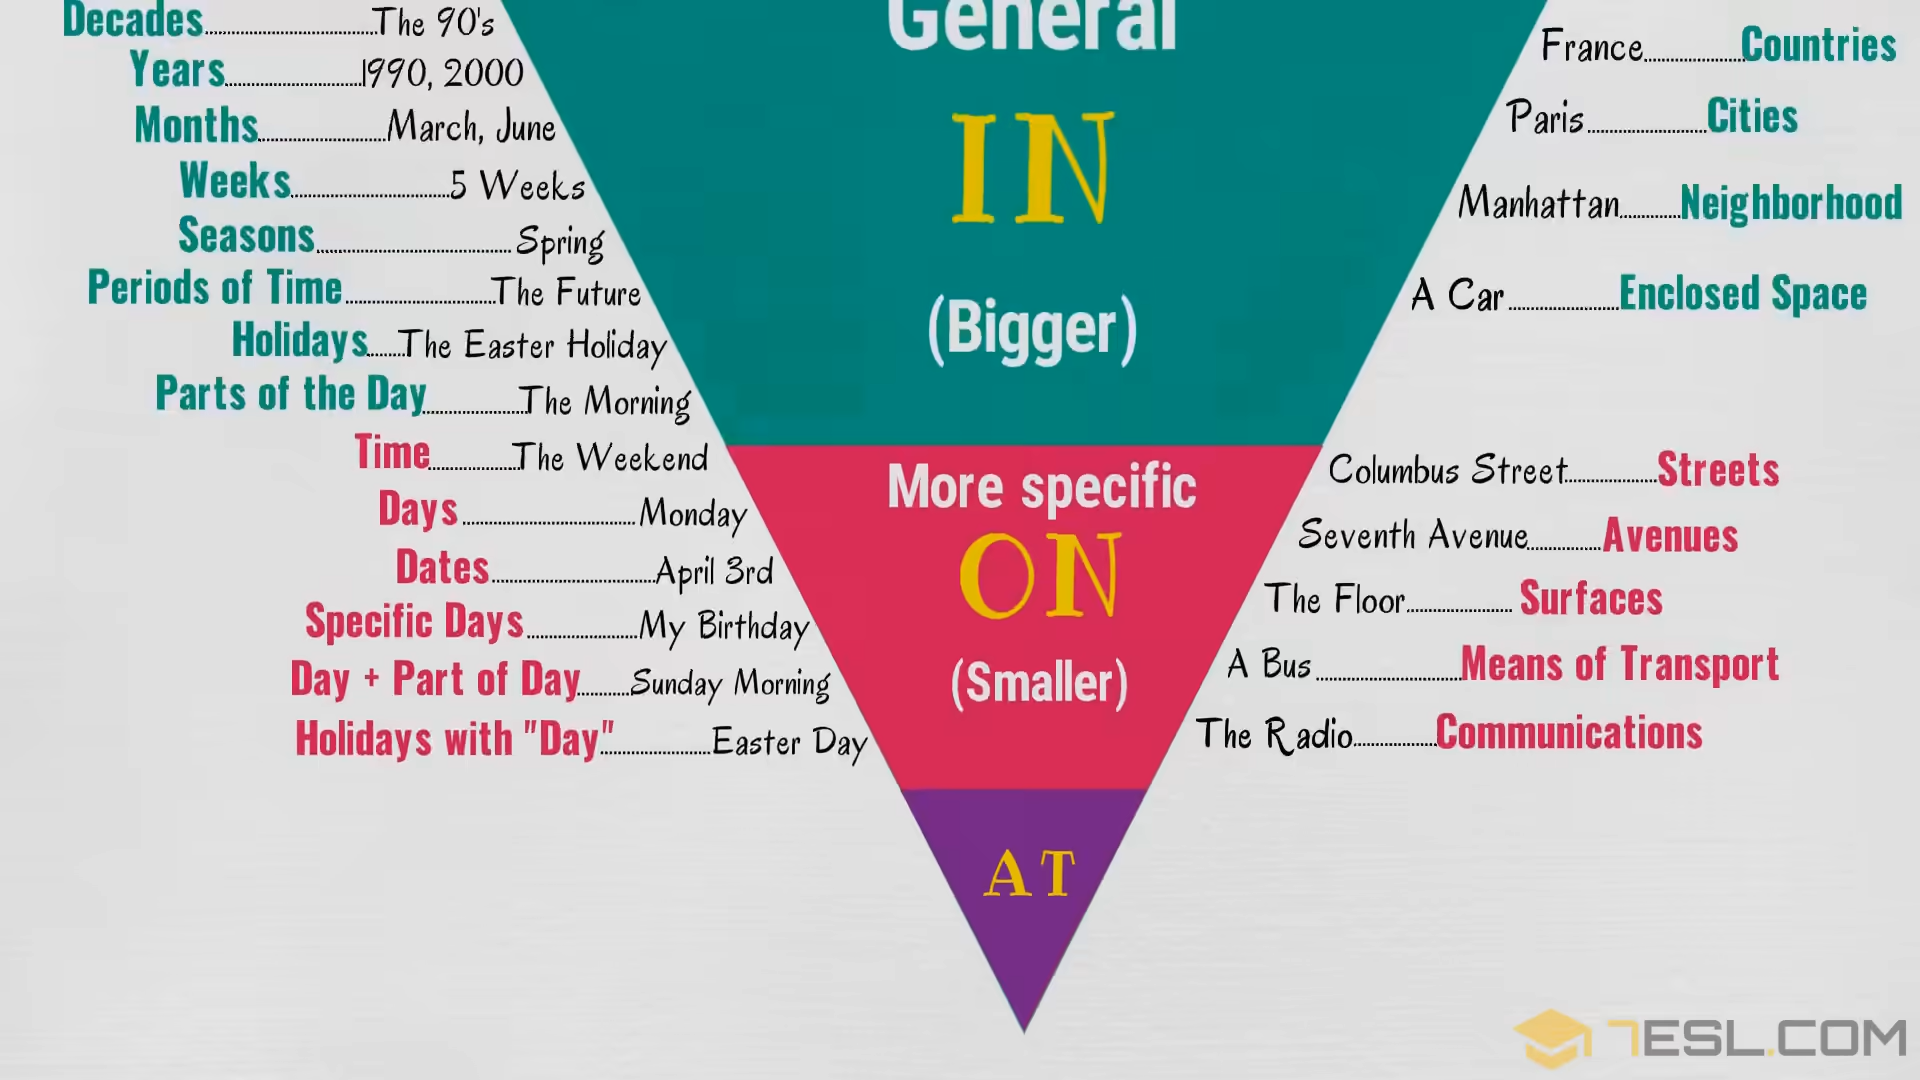 Decades....................The 90's
Years....................1990, 2000
Months....................March, June
Weeks....................5 Weeks
Seasons....................Spring
Periods of Time....................The Future
Holidays.......The Easter Holiday
Parts of the Day..............The Morning
Time..............The Weekend
Days....................Monday
Dates....................April 3rd
Specific Days..............My Birthday
Day + Part of Day.......Sunday Morning
Holidays with "Day"..............Easter Day
General
IN
(Bigger)
More specific
ON
(Smaller)
AT
France..............Countries
Paris..............Cities
Manhattan.......Neighborhood
A Car..............Enclosed Space
Columbus Street..............Streets
Seventh Avenue..............Avenues
The Floor..............Surfaces
A Bus....................Means of Transport
The Radio..............Communications
7ESL.COM